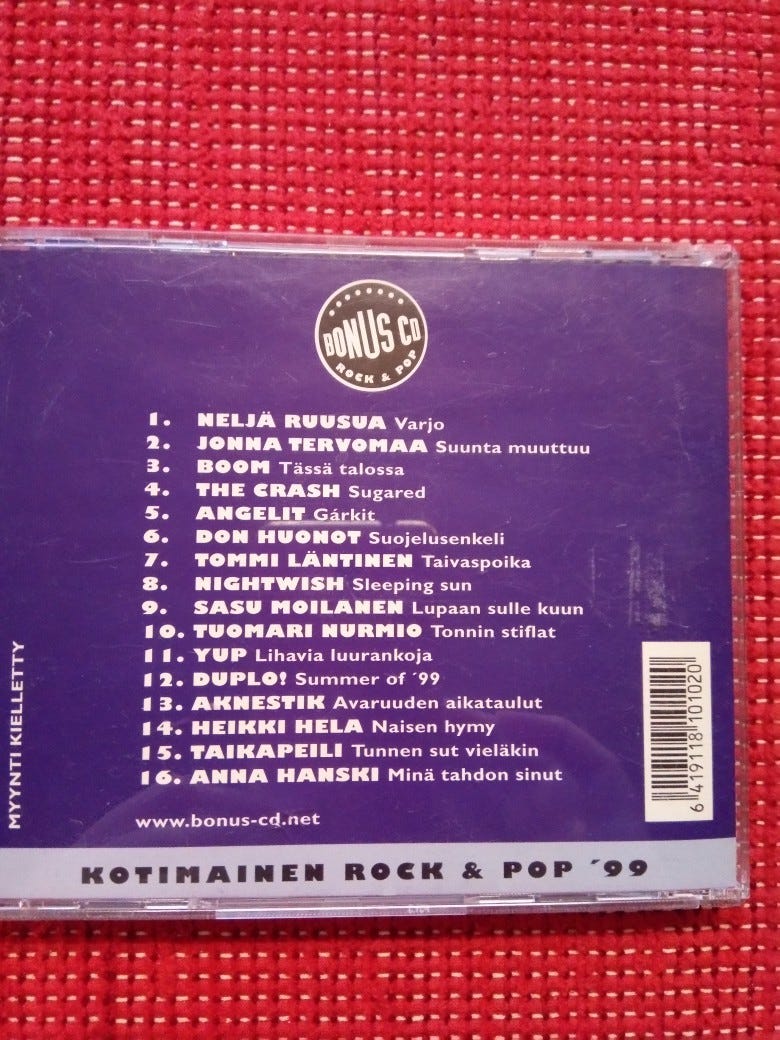 BONUS CD
ROCK & POP
1. NELJÄ RUUSUA Varjo
2. JONNA TERVOMAA Suunta muuttuu
3. BOOM Tässä talossa
4. THE CRASH Sugared
5. ANGELIT Gárkit
6. DON HUONOT Suojelusenkeli
7. TOMMI LÄNTINEN Taivaspoika
8. NIGHTWISH Sleeping sun
9. SASU MOILANEN Lupaan sulle kuun
10. TUOMARI NURMIO Tonnin stiflat
11. YUP Lihavia luurankoja
12. DUPLO! Summer of ´99
13. AKNESTIK Avaruuden aikataulut
14. HEIKKI HELA Naisen hymy
15. TAIKAPEILI Tunnen sut vieläkin
16. ANNA HANSKI Minä tahdon sinut
www.bonus-cd.net
MYYNTI KIELLETTY
6 419118 101020
KOTIMAINEN ROCK & POP ´99